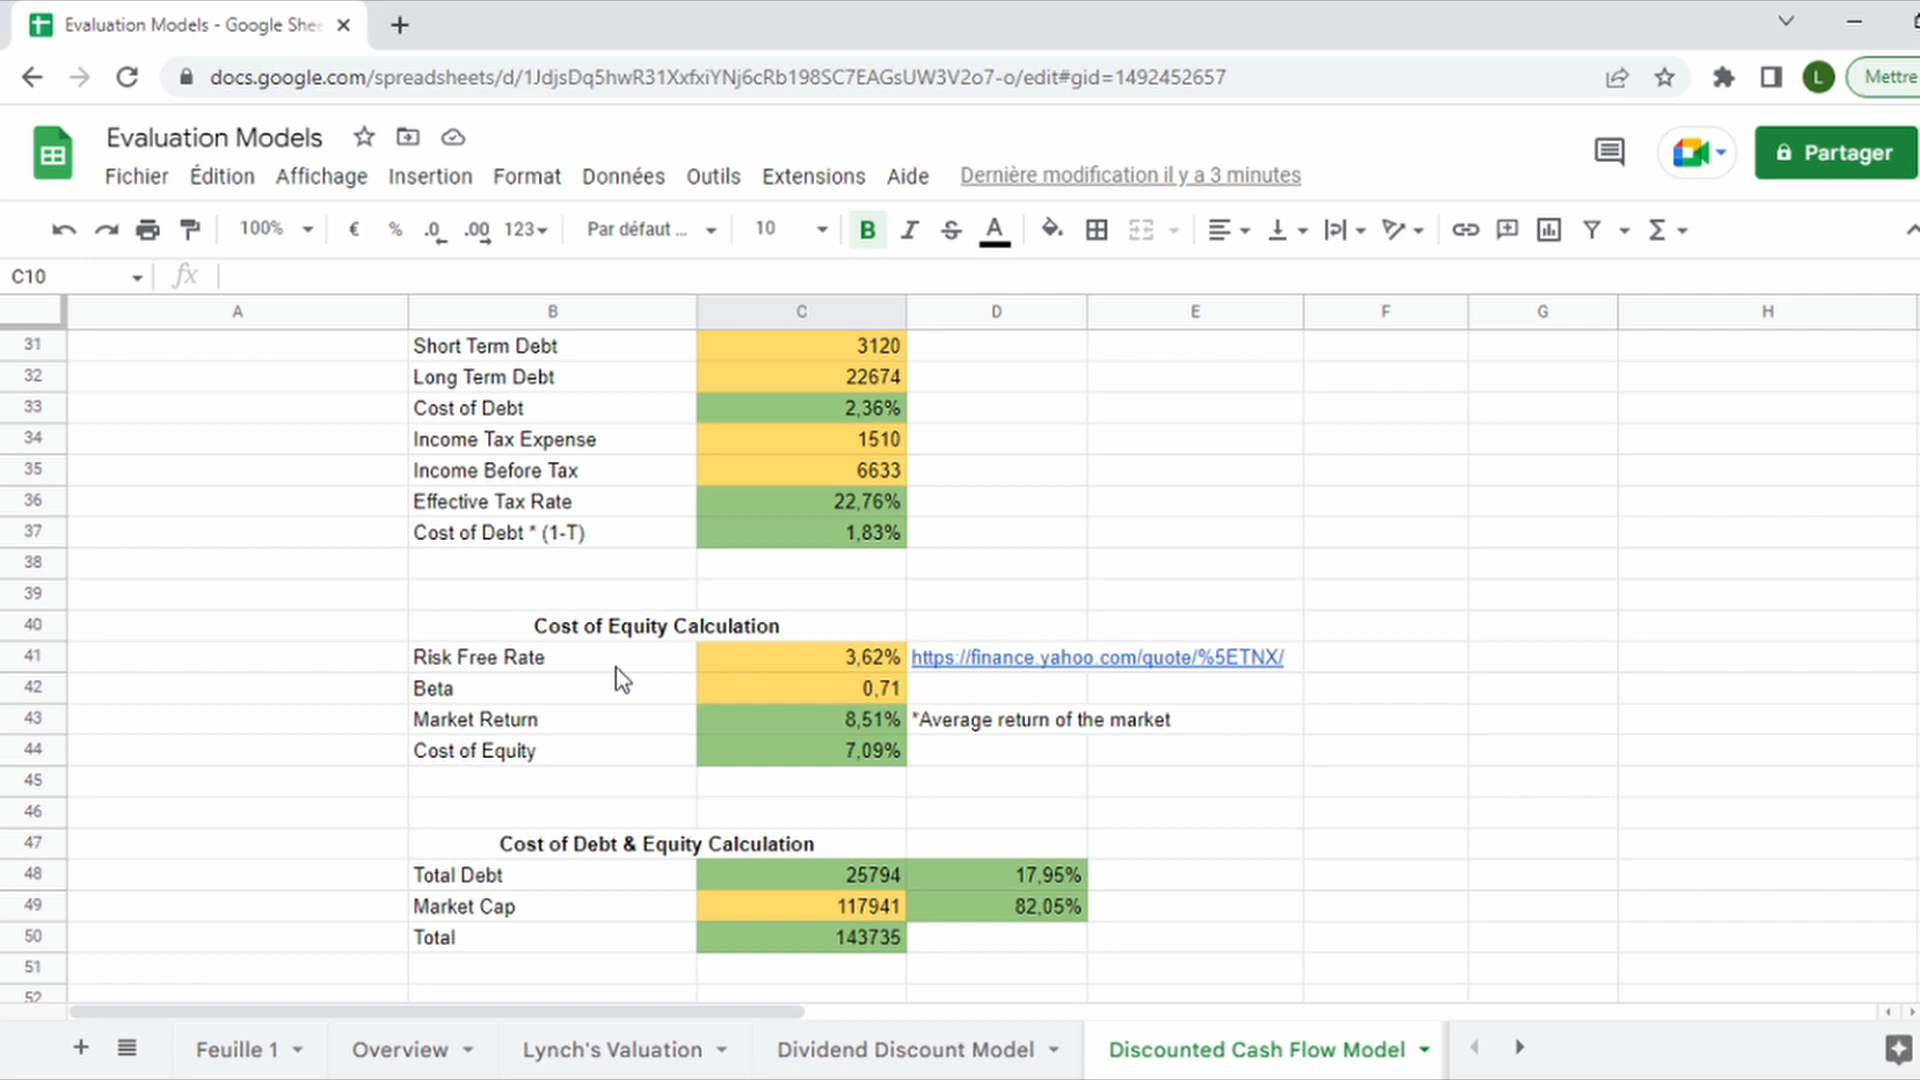 Evaluation Models - Google Shee
docs.google.com/spreadsheets/d/1JdjsDq5hwR31XxfxiYNj6cRb198SC7EAGsUW3V2o7-o/edit#gid=1492452657
L
Mettre
Evaluation Models
Partager
Fichier Édition Affichage Insertion Format Données Outils Extensions Aide Dernière modification il y a 3 minutes
100% € % .0 .00 123 Par défaut ... 10 B I S A Σ
C10 fx
A B C D E F G H
31 Short Term Debt 3120
32 Long Term Debt 22674
33 Cost of Debt 2,36%
34 Income Tax Expense 1510
35 Income Before Tax 6633
36 Effective Tax Rate 22,76%
37 Cost of Debt * (1-T) 1,83%
38
39
40 Cost of Equity Calculation
41 Risk Free Rate 3,62% https://finance.yahoo.com/quote/%5ETNX/
42 Beta 0,71
43 Market Return 8,51% *Average return of the market
44 Cost of Equity 7,09%
45
46
47 Cost of Debt & Equity Calculation
48 Total Debt 25794 17,95%
49 Market Cap 117941 82,05%
50 Total 143735
51
52
Feuille 1 Overview Lynch's Valuation Dividend Discount Model Discounted Cash Flow Model